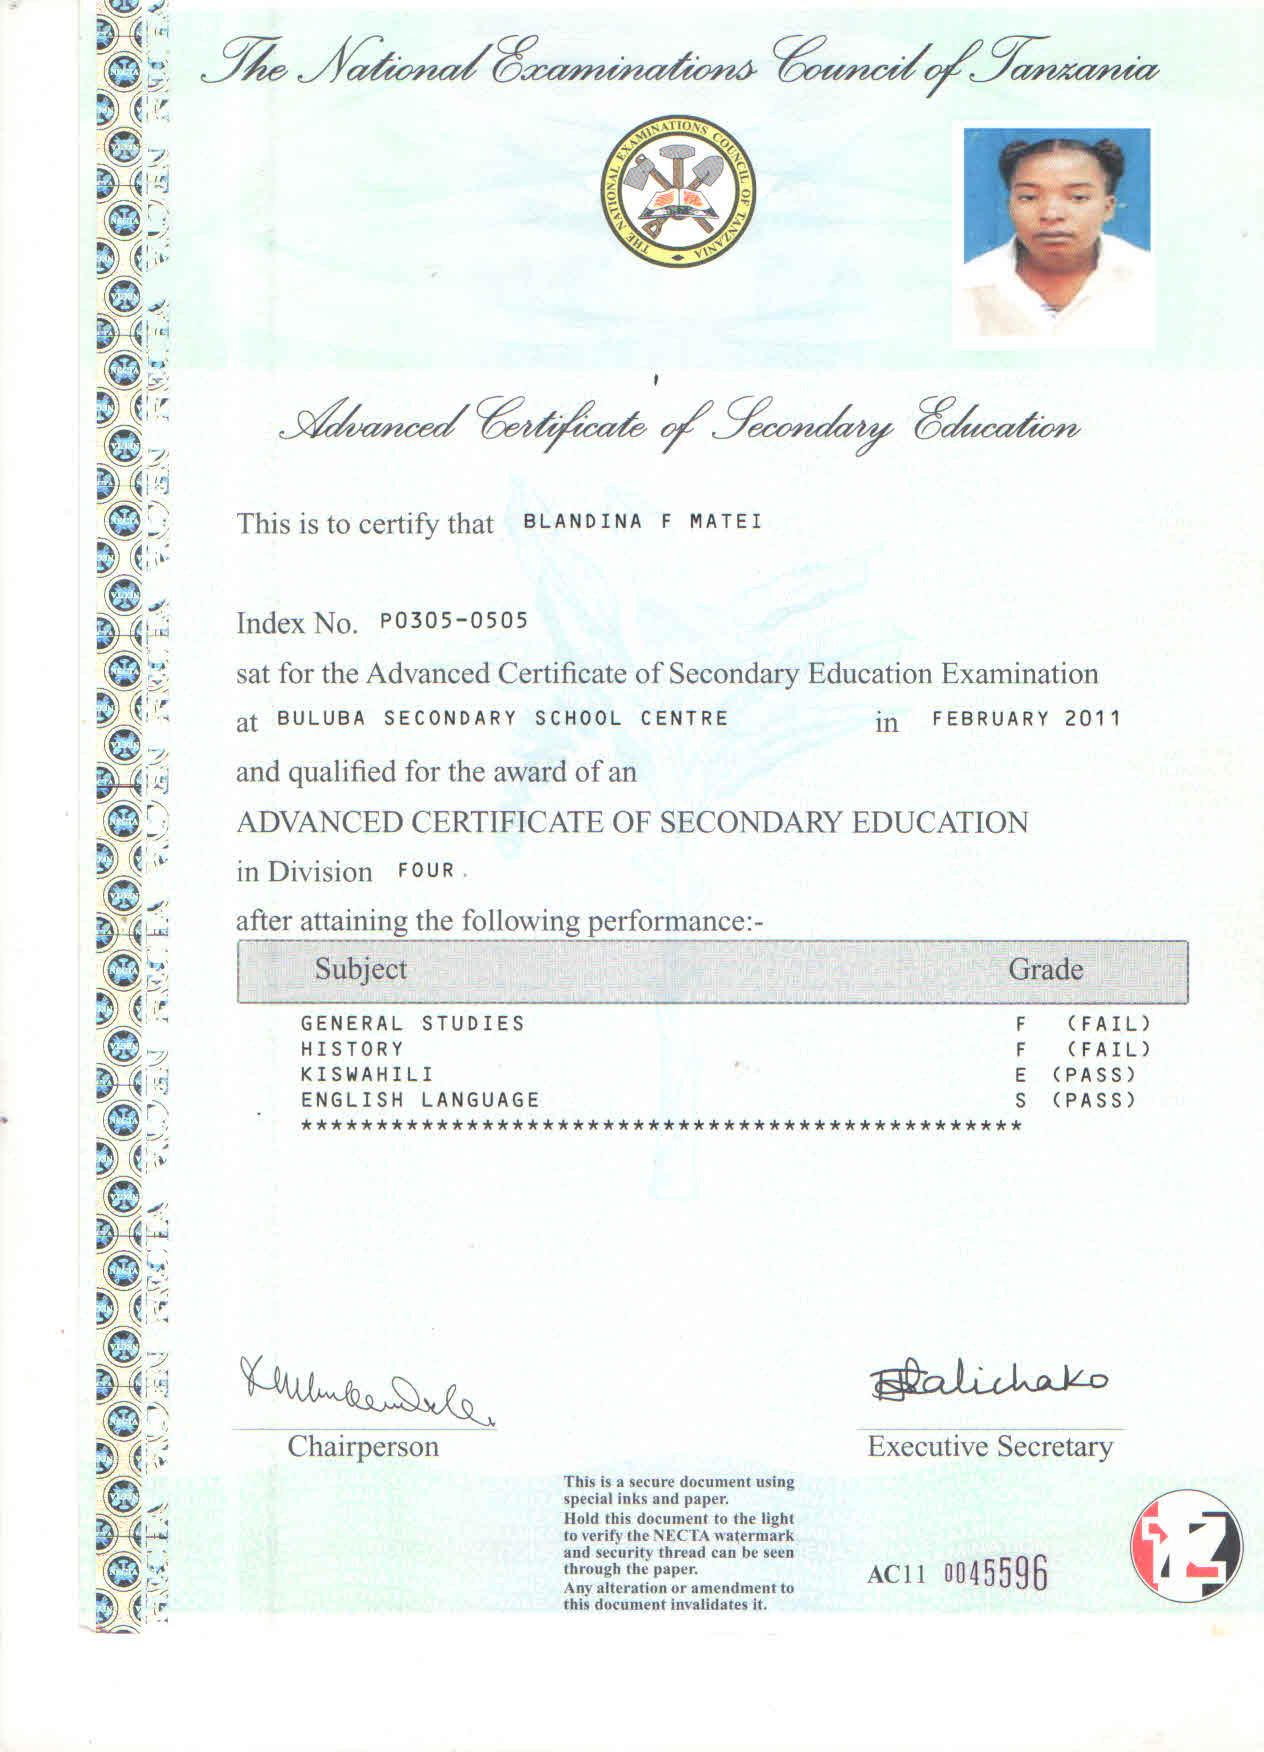 The National Examinations Council of Tanzania
THE NATIONAL EXAMINATIONS COUNCIL OF TANZANIA
Advanced Certificate of Secondary Education
This is to certify that BLANDINA F MATEI
Index No. P0305-0505
sat for the Advanced Certificate of Secondary Education Examination
at BULUBA SECONDARY SCHOOL CENTRE in FEBRUARY 2011
and qualified for the award of an
ADVANCED CERTIFICATE OF SECONDARY EDUCATION
in Division FOUR.
after attaining the following performance:-
Subject Grade
GENERAL STUDIES F (FAIL)
HISTORY F (FAIL)
KISWAHILI E (PASS)
ENGLISH LANGUAGE S (PASS)
************************************************
Chairperson Executive Secretary
This is a secure document using
special inks and paper.
Hold this document to the light
to verify the NECTA watermark
and security thread can be seen
through the paper.
Any alteration or amendment to
this document invalidates it.
AC11 0045596